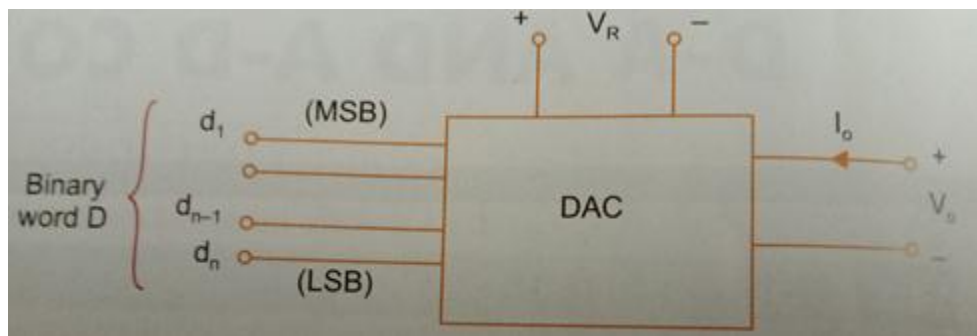 + V_R −
d_1 (MSB)
I_o
+
Binary
word D
DAC
d_{n−1}
V_o
d_n
−
(LSB)